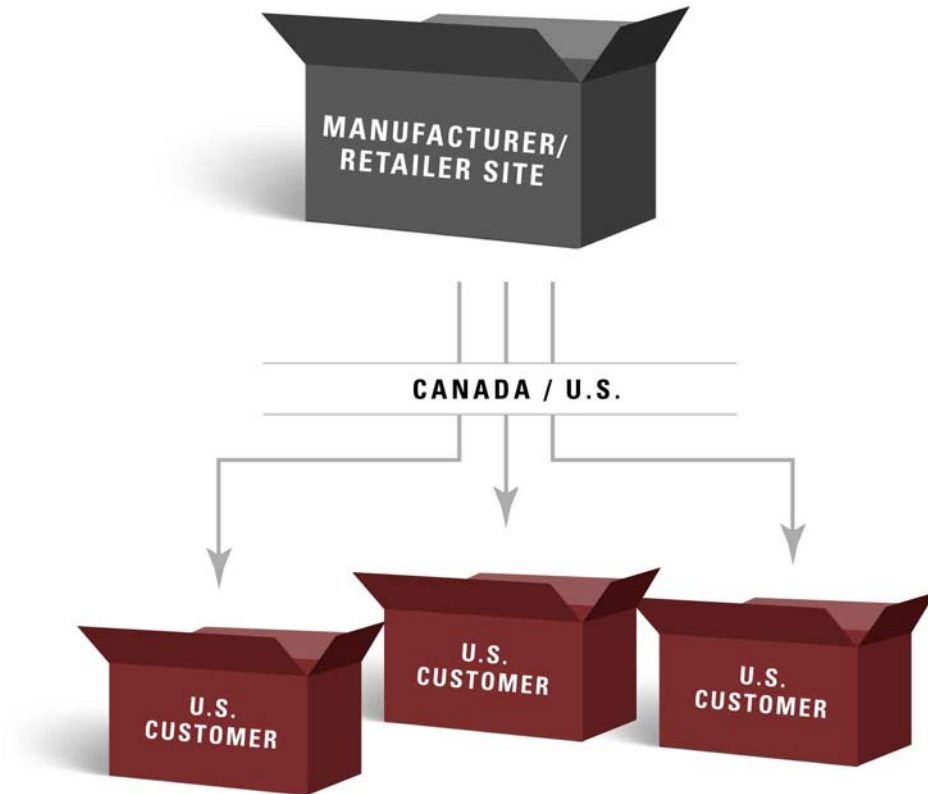 MANUFACTURER/
RETAILER SITE
CANADA / U.S.
U.S.
CUSTOMER
U.S.
CUSTOMER
U.S.
CUSTOMER